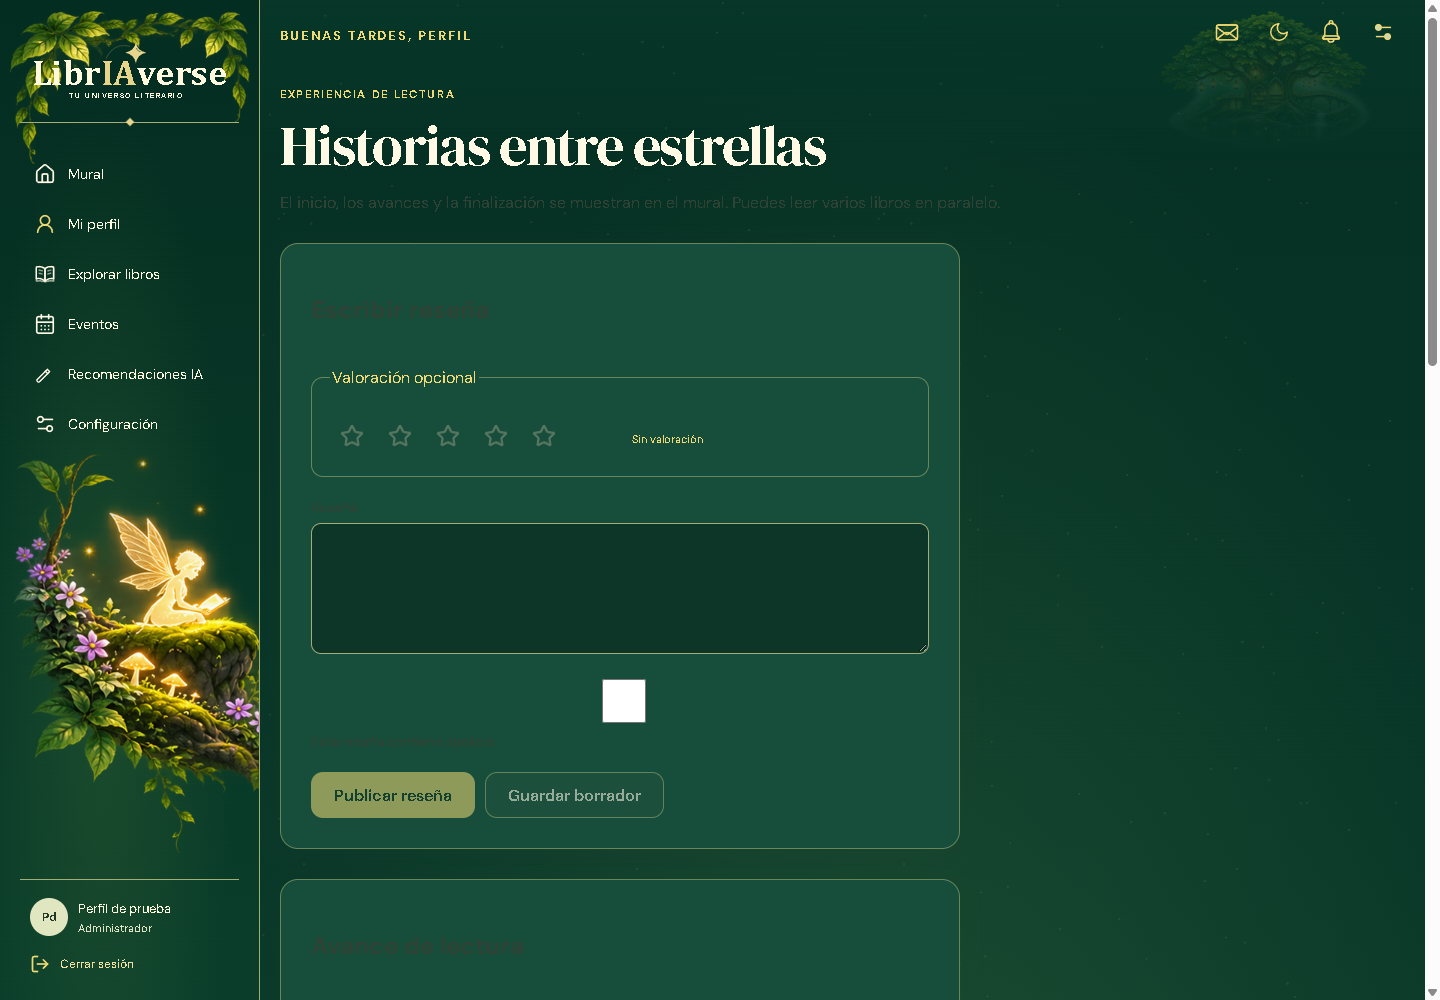 LibrIAverse
TU UNIVERSO LITERARIO
Mural
Mi perfil
Explorar libros
Eventos
Recomendaciones IA
Configuración
Pd
Perfil de prueba
Administrador
Cerrar sesión
BUENAS TARDES, PERFIL
EXPERIENCIA DE LECTURA
Historias entre estrellas
El inicio, los avances y la finalización se muestran en el mural. Puedes leer varios libros en paralelo.
Escribir reseña
Valoración opcional
Sin valoración
Publicar reseña
Guardar borrador
Avance de lectura